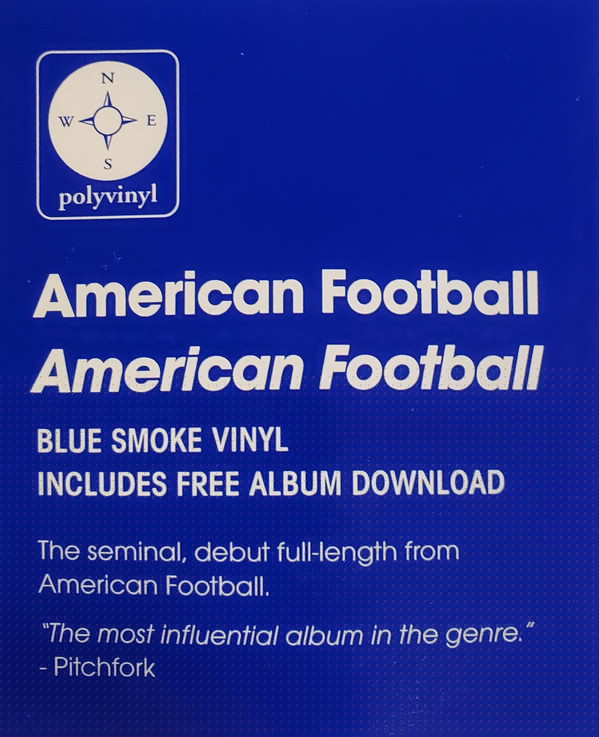 N
W E
S
polyvinyl
American Football
American Football
BLUE SMOKE VINYL
INCLUDES FREE ALBUM DOWNLOAD
The seminal, debut full-length from
American Football.
“The most influential album in the genre.”
- Pitchfork